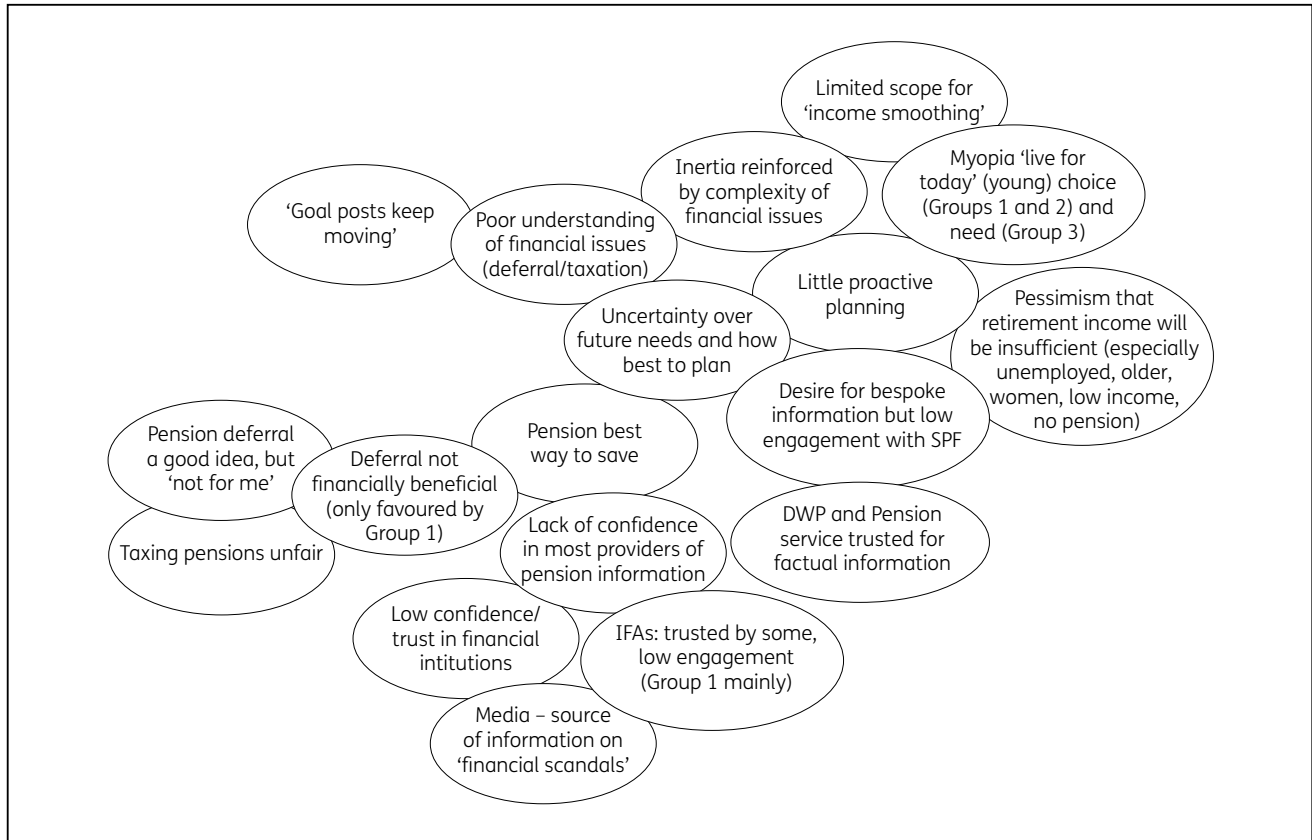 Limited scope for
‘income smoothing’
Inertia reinforced
by complexity of
financial issues
Myopia ‘live for
today’ (young) choice
(Groups 1 and 2) and
need (Group 3)
‘Goal posts keep
moving’
Poor understanding
of financial issues
(deferral/taxation)
Little proactive
planning
Uncertainty over
future needs and how
best to plan
Pessimism that
retirement income will
be insufficient (especially
unemployed, older,
women, low income,
no pension)
Desire for bespoke
information but low
engagement with SPF
Pension best
way to save
Pension deferral
a good idea, but
‘not for me’
Deferral not
financially beneficial
(only favoured by
Group 1)
Taxing pensions unfair
Lack of confidence
in most providers of
pension information
DWP and Pension
service trusted for
factual information
Low confidence/
trust in financial
intitutions
IFAs: trusted by some,
low engagement
(Group 1 mainly)
Media – source
of information on
‘financial scandals’